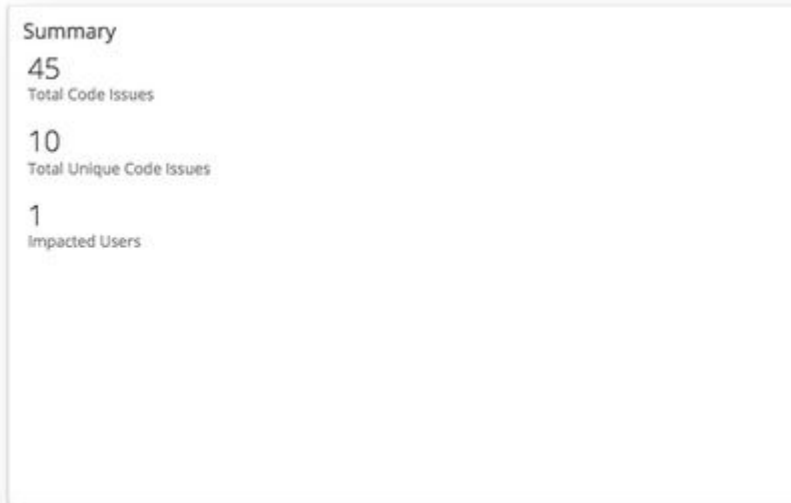 Summary
45
Total Code Issues
10
Total Unique Code Issues
1
Impacted Users